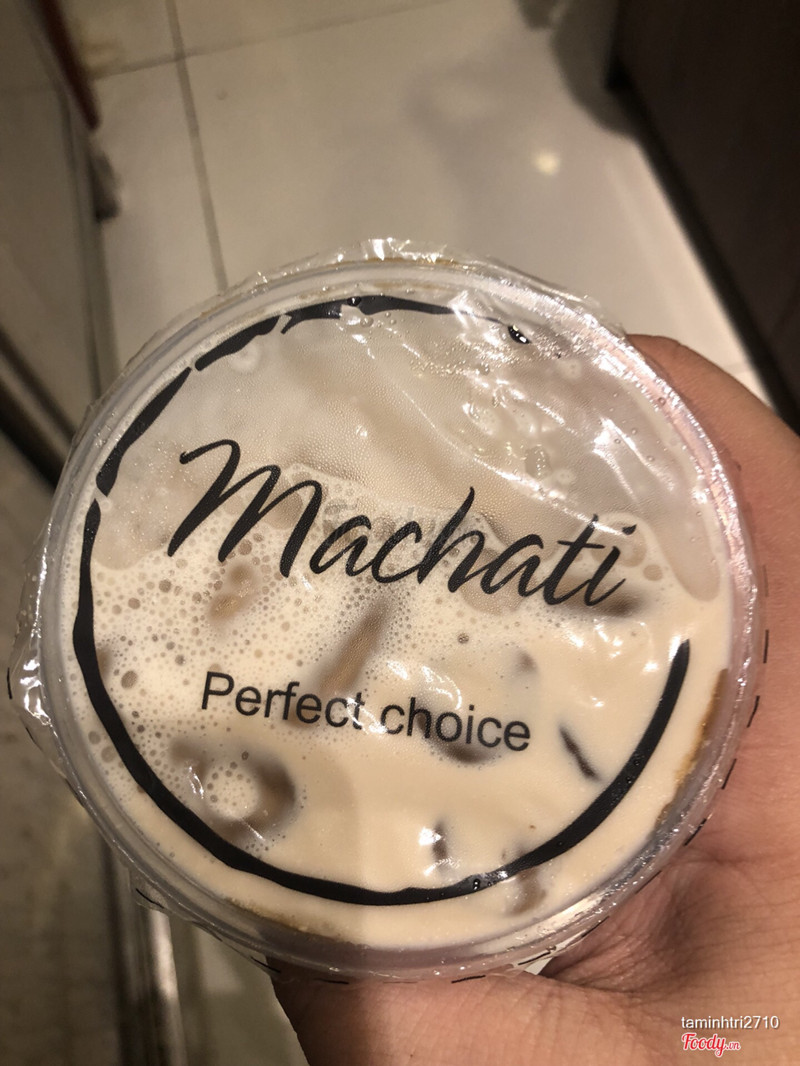 Machati
Perfect choice
taminhtri2710
Foody.vn